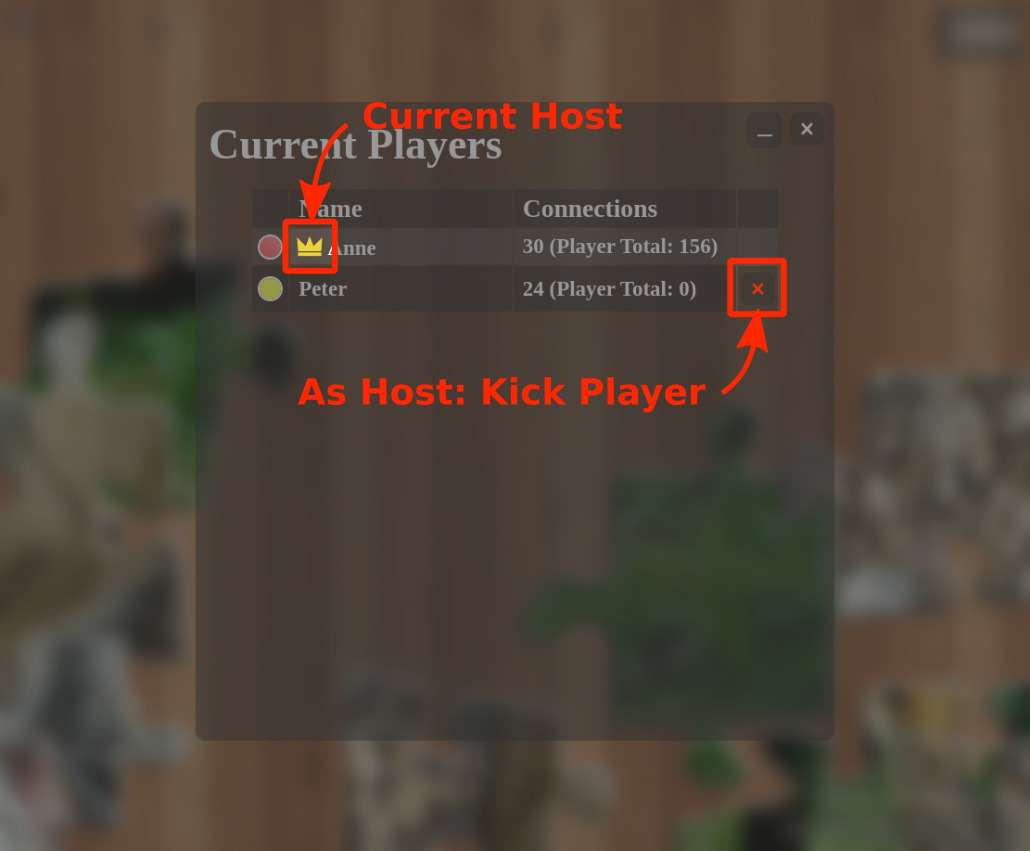 Current Host
Current Players
Name Connections
Anne 30 (Player Total: 156)
Peter 24 (Player Total: 0)
As Host: Kick Player